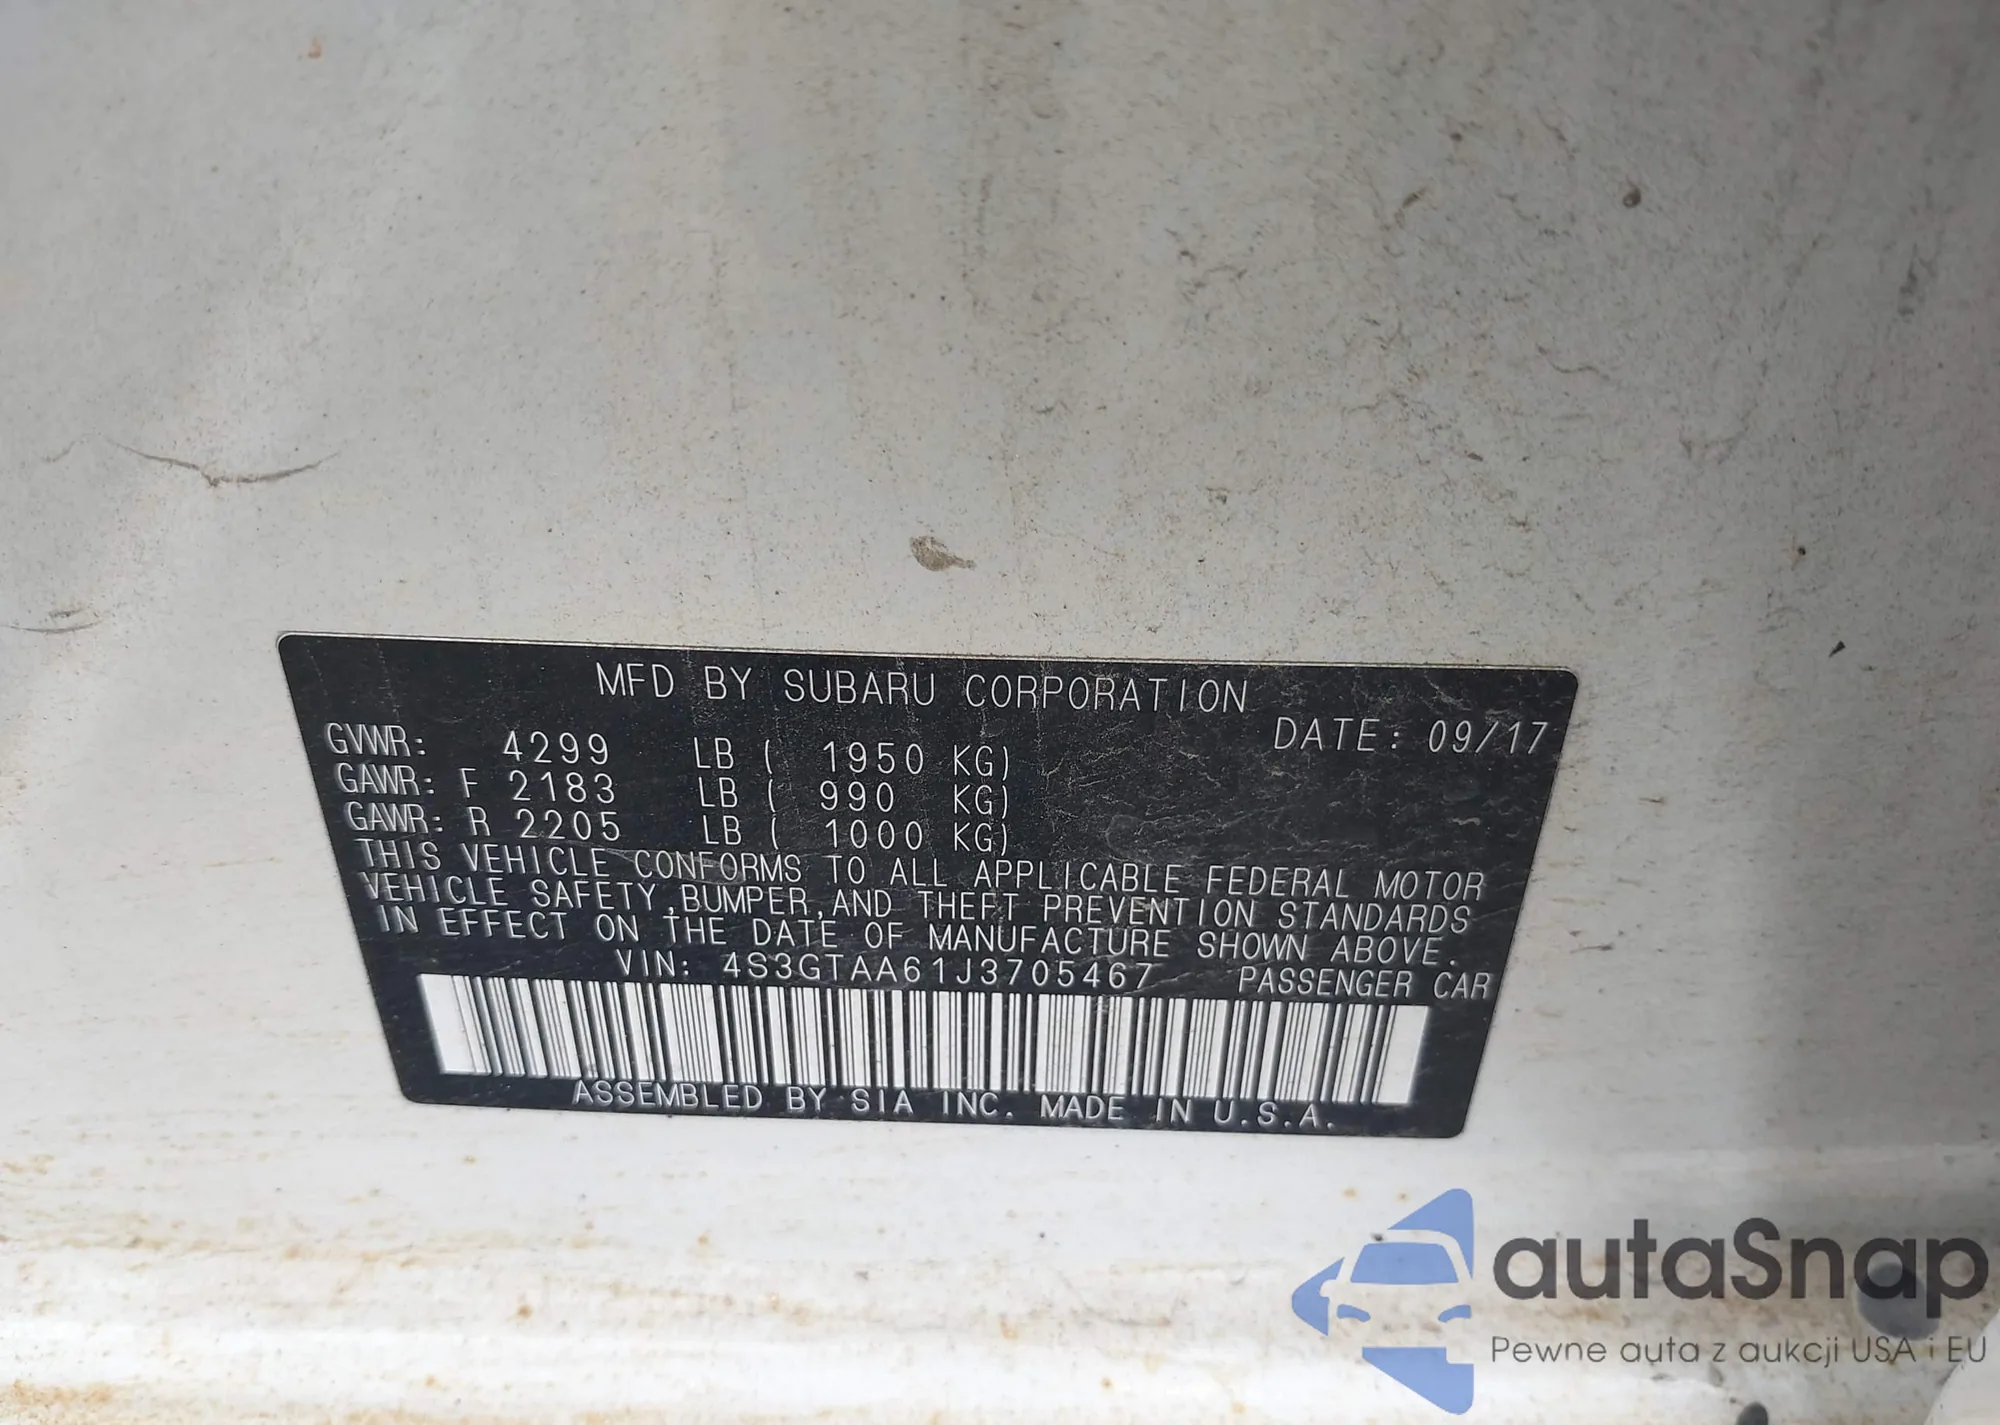 MFD BY SUBARU CORPORATION
DATE: 09/17
GVWR: 4299 LB ( 1950 KG)
GAWR: F 2183 LB ( 990 KG)
GAWR: R 2205 LB ( 1000 KG)
THIS VEHICLE CONFORMS TO ALL APPLICABLE FEDERAL MOTOR
VEHICLE SAFETY,BUMPER,AND THEFT PREVENTION STANDARDS
IN EFFECT ON THE DATE OF MANUFACTURE SHOWN ABOVE.
VIN: 4S3GTAA61J3705467 PASSENGER CAR
ASSEMBLED BY SIA INC. MADE IN U.S.A.
autaSnap
Pewne auta z aukcji USA i EU